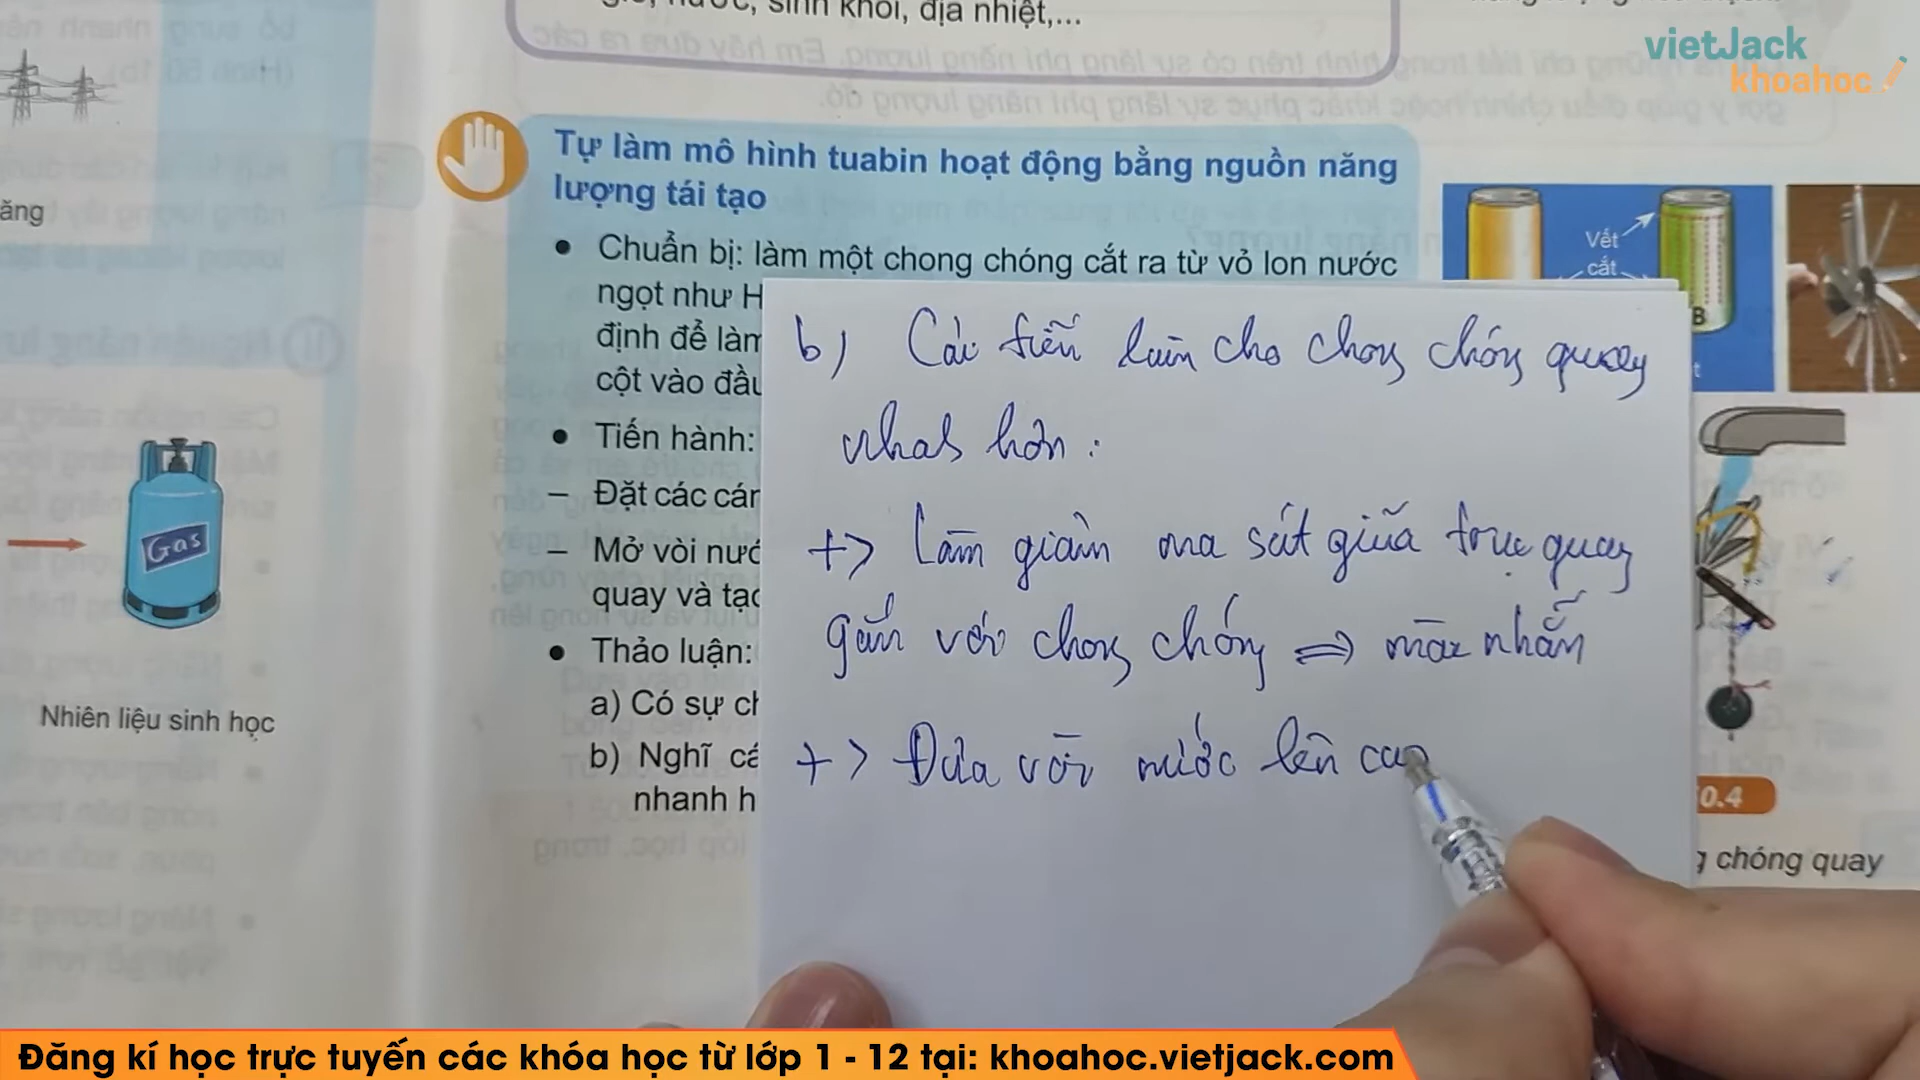 gió, nước, sinh khối, địa nhiệt,...
vietJack
khoahoc
Tự làm mô hình tuabin hoạt động bằng nguồn năng
lượng tái tạo
ăng
• Chuẩn bị: làm một chong chóng cắt ra từ vỏ lon nước
ngọt như H
định để làm
cột vào đầu
• Tiến hành:
– Đặt các cán
– Mở vòi nướ
quay và tạo
• Thảo luận:
a) Có sự ch
b) Nghĩ cá
nhanh h
Vết
cắt
B
b) Cải tiến làm cho chong chóng quay
nhanh hơn:
+> Làm giảm ma sát giữa trục quay
gắn với chong chóng => mài nhẵn
+> Đưa vòi nước lên cao
Gas
Nhiên liệu sinh học
0.4
g chóng quay
Đăng kí học trực tuyến các khóa học từ lớp 1 - 12 tại: khoahoc.vietjack.com